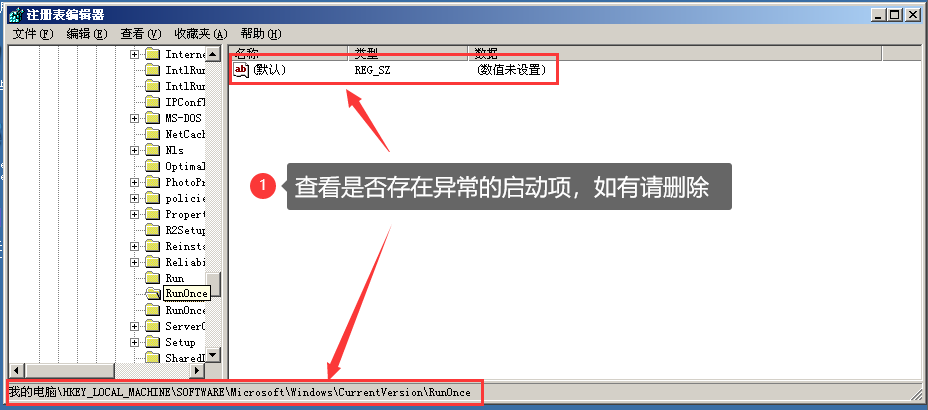 注册表编辑器
文件(F) 编辑(E) 查看(V) 收藏夹(A) 帮助(H)
名称 类型 数据
ab (默认) REG_SZ (数值未设置)
Interne
IntlRun
IntlRun
IPConfT
MS-DOS
NetCach
Nls
Optimal
PhotoPr
policie
Propert
R2Setup
Reinsta
Reliabi
Run
RunOnce
RunOnce
ServerO
Setup
SharedD
1 查看是否存在异常的启动项，如有请删除
我的电脑\HKEY_LOCAL_MACHINE\SOFTWARE\Microsoft\Windows\CurrentVersion\RunOnce